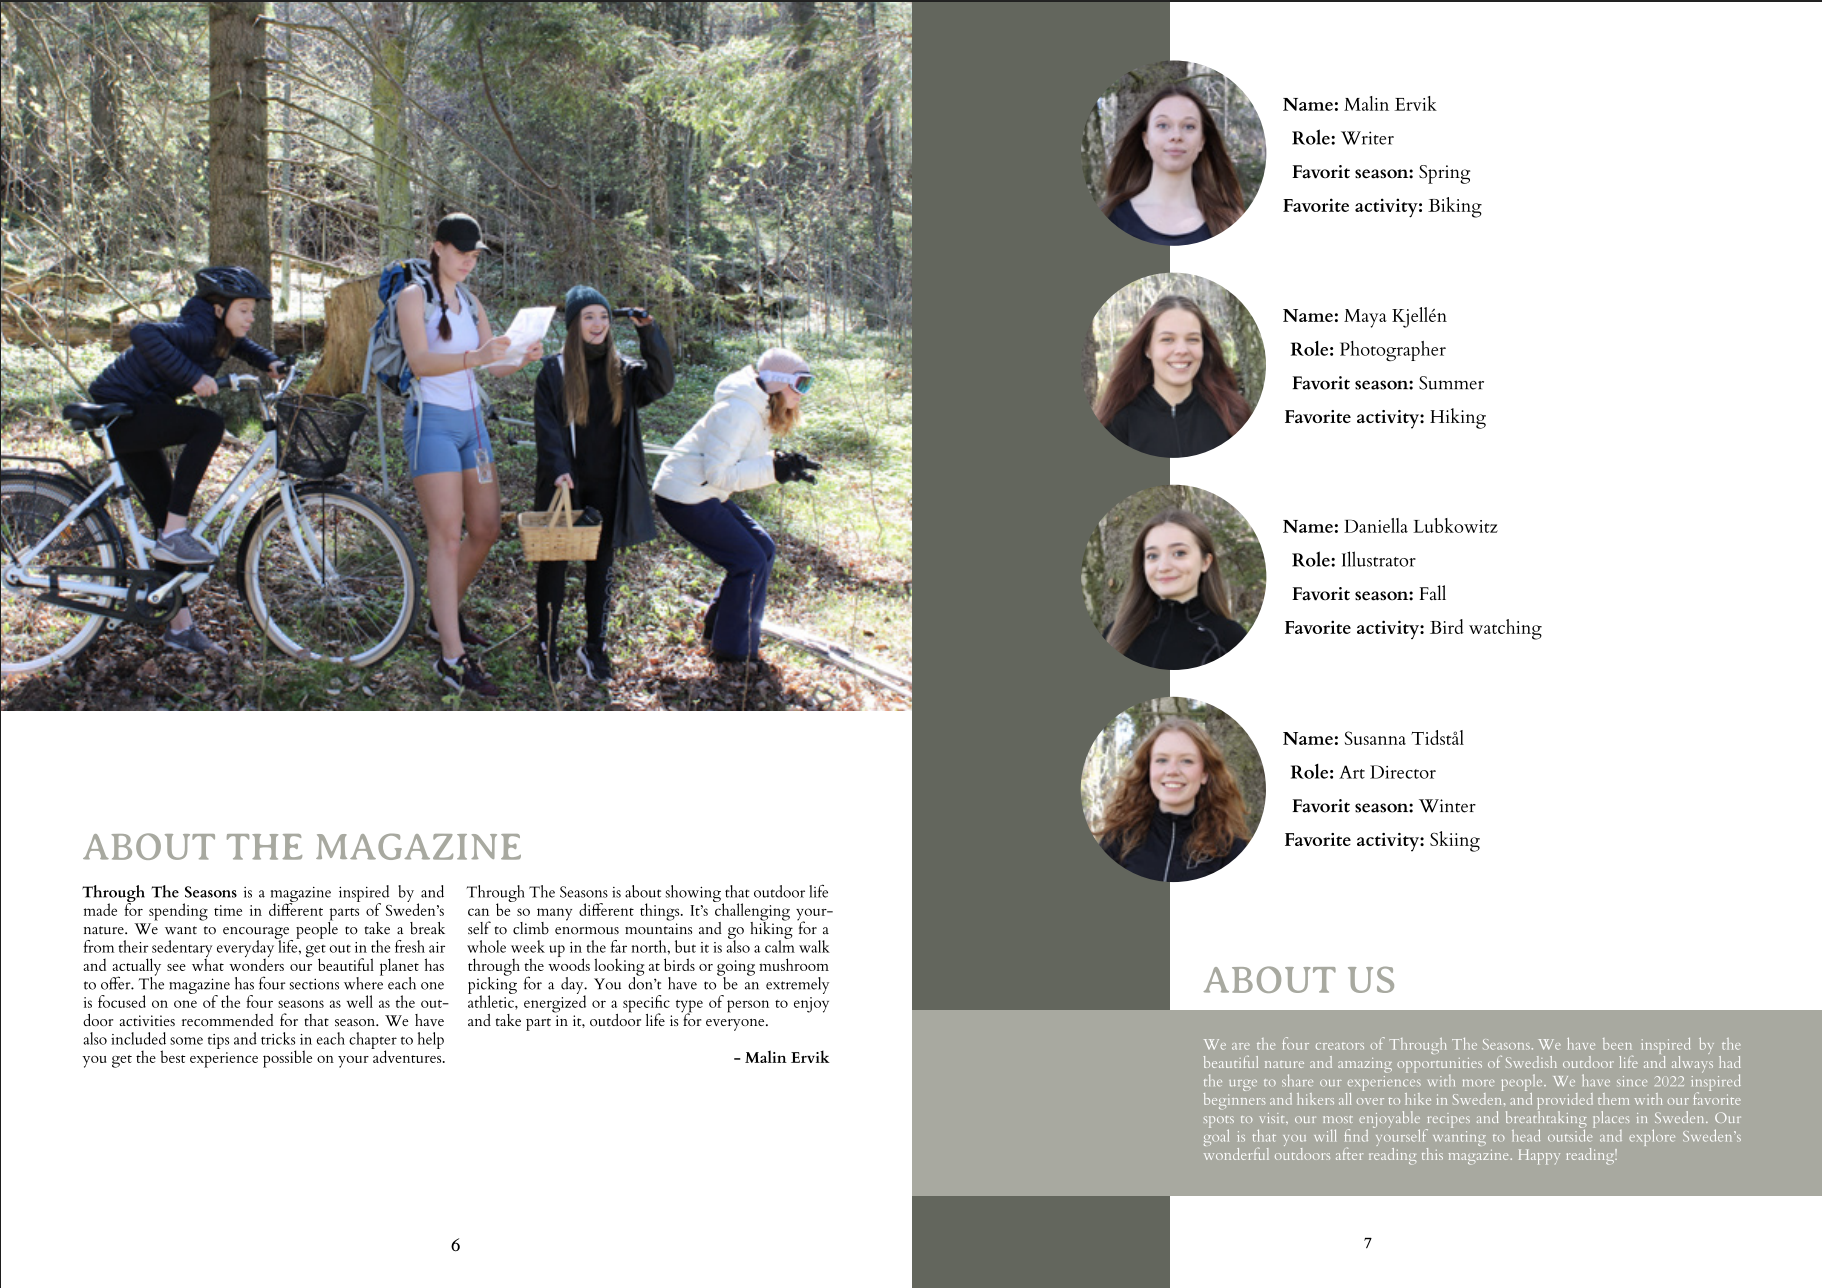 ABOUT THE MAGAZINE
Through The Seasons is a magazine inspired by and
made for spending time in different parts of Sweden's
nature. We want to encourage people to take a break
from their sedentary everyday life, get out in the fresh air
and actually see what wonders our beautiful planet has
to offer. The magazine has four sections where each one
is focused on one of the four seasons as well as the out-
door activities recommended for that season. We have
also included some tips and tricks in each chapter to help
you get the best experience possible on your adventures.
Through The Seasons is about showing that outdoor life
can be so many different things. It's challenging your-
self to climb enormous mountains and go hiking for a
whole week up in the far north, but it is also a calm walk
through the woods looking at birds or going mushroom
picking for a day. You don't have to be an extremely
athletic, energized or a specific type of person to enjoy
and take part in it, outdoor life is for everyone.
- Malin Ervik
6
Name: Malin Ervik
Role: Writer
Favorit season: Spring
Favorite activity: Biking
Name: Maya Kjellén
Role: Photographer
Favorit season: Summer
Favorite activity: Hiking
Name: Daniella Lubkowitz
Role: Illustrator
Favorit season: Fall
Favorite activity: Bird watching
Name: Susanna Tidstål
Role: Art Director
Favorit season: Winter
Favorite activity: Skiing
ABOUT US
We are the four creators of Through The Seasons. We have been inspired by the
beautiful nature and amazing opportunities of Swedish outdoor life and always had
the urge to share our experiences with more people. We have since 2022 inspired
beginners and hikers all over to hike in Sweden, and provided them with our favorite
spots to visit, our most enjoyable recipes and breathtaking places in Sweden. Our
goal is that you will find yourself wanting to head outside and explore Sweden's
wonderful outdoors after reading this magazine. Happy reading!
7